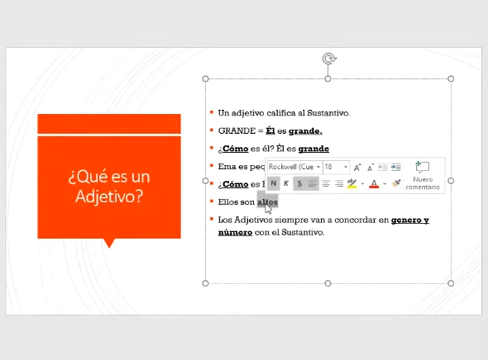 ¿Qué es un
Adjetivo?
Un adjetivo califica al Sustantivo.
GRANDE = Él es grande.
¿Cómo es él? Él es grande
Ema es peq
Rockwell (Cue
18
¿Cómo es
N K S
Nuevo
comentario
Ellos son altos
Los Adjetivos siempre van a concordar en genero y
número con el Sustantivo.